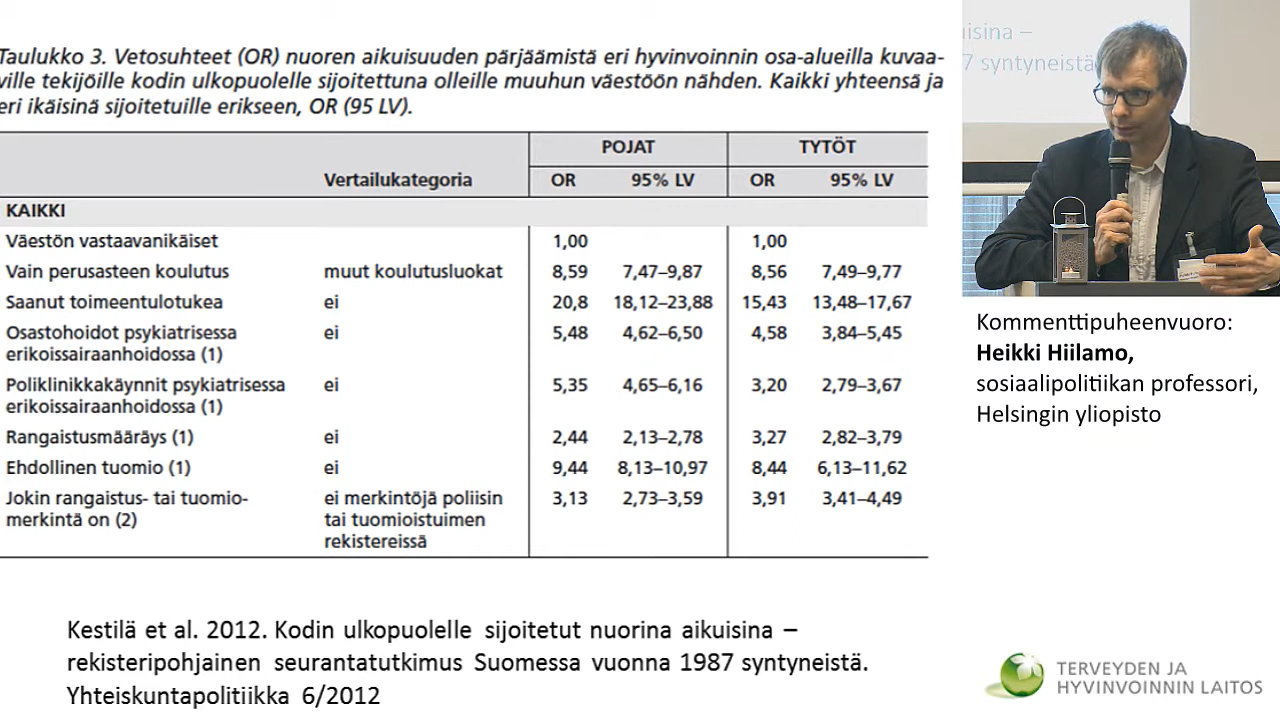 Taulukko 3. Vetosuhteet (OR) nuoren aikuisuuden pärjäämistä eri hyvinvoinnin osa-alueilla kuvaa-
ville tekijöille kodin ulkopuolelle sijoitettuna olleille muuhun väestöön nähden. Kaikki yhteensä ja
eri ikäisinä sijoitetuille erikseen, OR (95 LV).
POJAT TYTÖT
Vertailukategoria OR 95% LV OR 95% LV
KAIKKI
Väestön vastaavanikäiset 1,00 1,00
Vain perusasteen koulutus muut koulutusluokat 8,59 7,47–9,87 8,56 7,49–9,77
Saanut toimeentulotukea ei 20,8 18,12–23,88 15,43 13,48–17,67
Osastohoidot psykiatrisessa ei 5,48 4,62–6,50 4,58 3,84–5,45
erikoissairaanhoidossa (1)
Poliklinikkakäynnit psykiatrisessa ei 5,35 4,65–6,16 3,20 2,79–3,67
erikoissairaanhoidossa (1)
Rangaistusmääräys (1) ei 2,44 2,13–2,78 3,27 2,82–3,79
Ehdollinen tuomio (1) ei 9,44 8,13–10,97 8,44 6,13–11,62
Jokin rangaistus- tai tuomio- ei merkintöjä poliisin 3,13 2,73–3,59 3,91 3,41–4,49
merkintä on (2) tai tuomioistuimen
rekistereissä
Kestilä et al. 2012. Kodin ulkopuolelle sijoitetut nuorina aikuisina –
rekisteripohjainen seurantatutkimus Suomessa vuonna 1987 syntyneistä.
Yhteiskuntapolitiikka 6/2012
7 syntyneistä
Kommenttipuheenvuoro:
Heikki Hiilamo,
sosiaalipolitiikan professori,
Helsingin yliopisto
TERVEYDEN JA
HYVINVOINNIN LAITOS